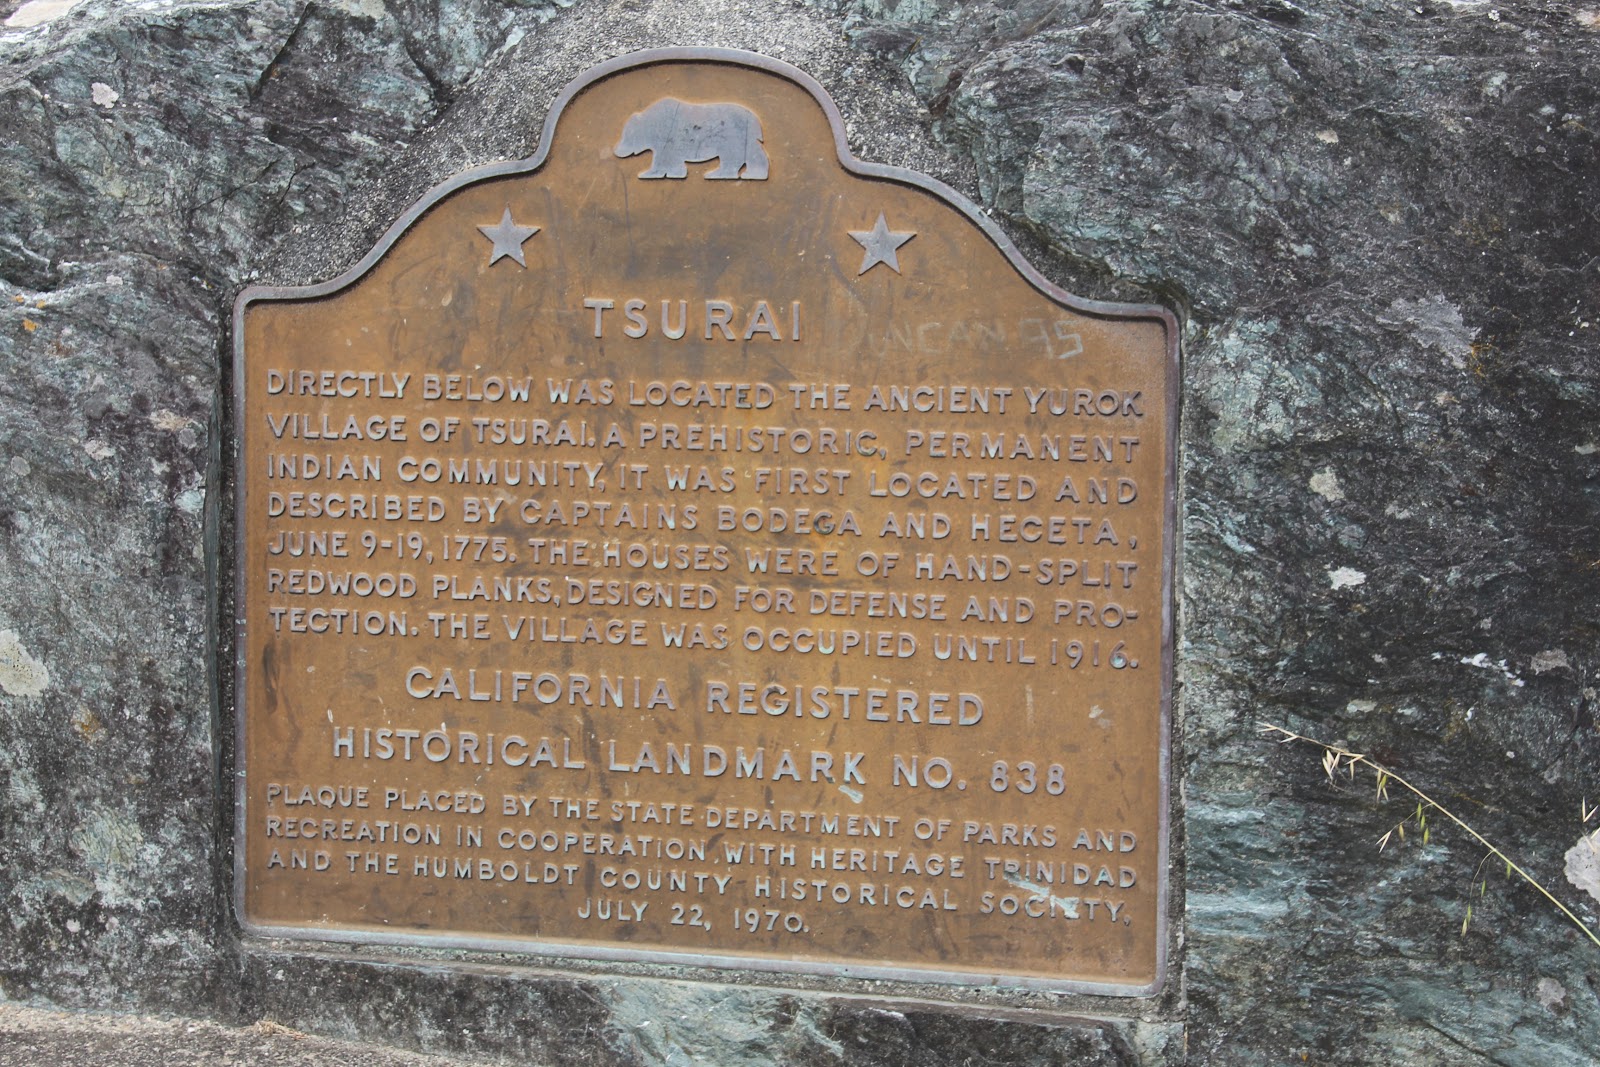 TSURAI
DUNCAN 95
DIRECTLY BELOW WAS LOCATED THE ANCIENT YUROK
VILLAGE OF TSURAI. A PREHISTORIC, PERMANENT
INDIAN COMMUNITY, IT WAS FIRST LOCATED AND
DESCRIBED BY CAPTAINS BODEGA AND HECETA,
JUNE 9-19, 1775. THE HOUSES WERE OF HAND-SPLIT
REDWOOD PLANKS, DESIGNED FOR DEFENSE AND PRO-
TECTION. THE VILLAGE WAS OCCUPIED UNTIL 1916.
CALIFORNIA REGISTERED
HISTORICAL LANDMARK NO. 838
PLAQUE PLACED BY THE STATE DEPARTMENT OF PARKS AND
RECREATION IN COOPERATION WITH HERITAGE TRINIDAD
AND THE HUMBOLDT COUNTY HISTORICAL SOCIETY,
JULY 22, 1970.